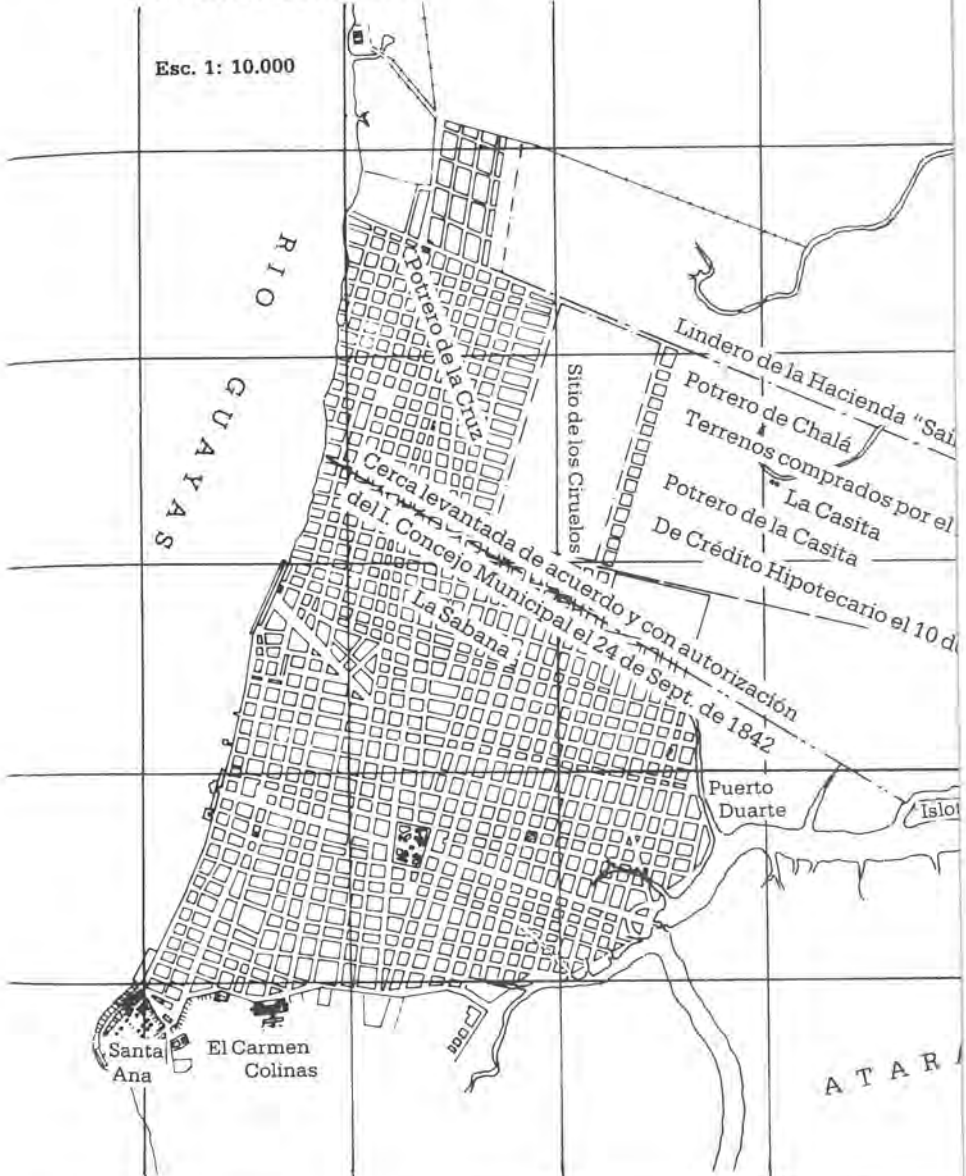 Esc. 1: 10.000
RIO GUAYAS
Potrero de la Cruz
Sitio de los Ciruelos
Lindero de la Hacienda "Sai
Potrero de Chalá
Terrenos comprados por el
La Casita
Potrero de la Casita
De Crédito Hipotecario el 10 d
Cerca levantada de acuerdo y con autorización
del I. Concejo Municipal el 24 de Sept. de 1842
La Sabana
Puerto
Duarte
Islot
Santa
Ana
El Carmen
Colinas
ATAR